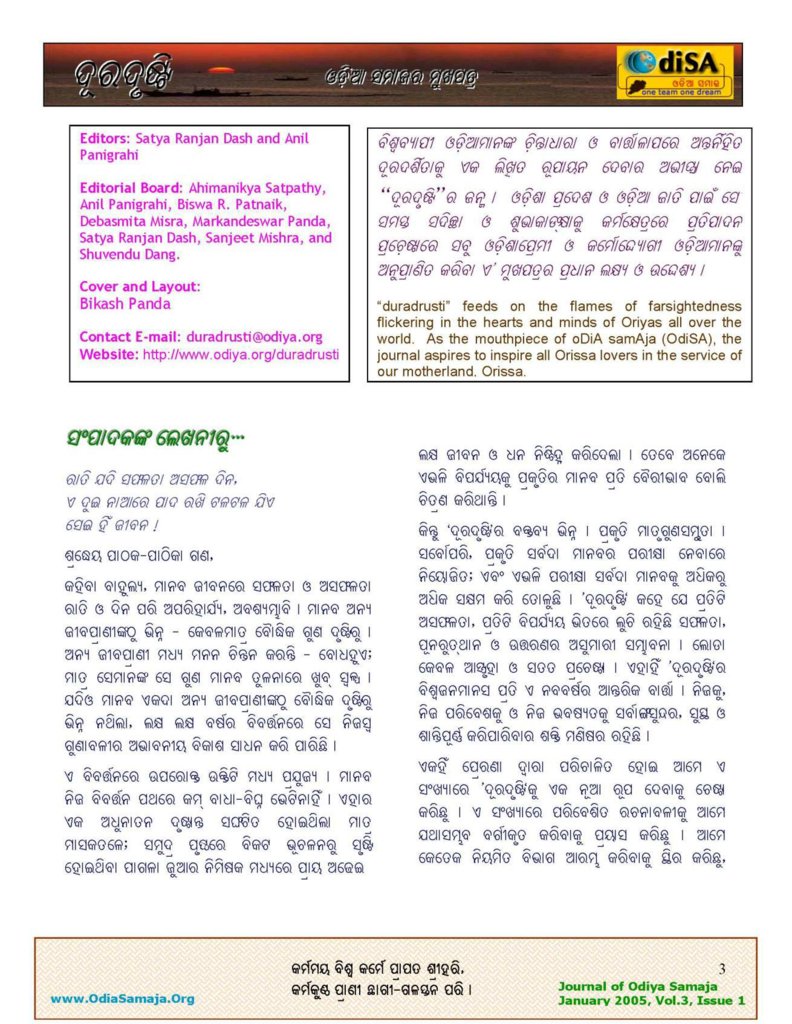 ଦୂରଦୃଷ୍ଟି
ଓଡ଼ିଆ ସମାଜର ମୁଖପତ୍ର
OdiSA
ଓଡ଼ିଆ ସମାଜ
one team one dream
Editors: Satya Ranjan Dash and Anil
Panigrahi
Editorial Board: Ahimanikya Satpathy,
Anil Panigrahi, Biswa R. Patnaik,
Debasmita Misra, Markandeswar Panda,
Satya Ranjan Dash, Sanjeet Mishra, and
Shuvendu Dang.
Cover and Layout:
Bikash Panda
Contact E-mail: duradrusti@odiya.org
Website: http://www.odiya.org/duradrusti
ବିଶ୍ୱବ୍ୟାପୀ ଓଡ଼ିଆମାନଙ୍କ ଚିନ୍ତାଧାରା ଓ ବାର୍ତ୍ତାଳାପରେ ଅନ୍ତର୍ନିହିତ
ଦୂରଦର୍ଶିତାକୁ ଏକ ଲିଖିତ ରୂପାୟନ ଦେବାର ଅଭୀପ୍ସା ନେଇ
“ଦୂରଦୃଷ୍ଟି”ର ଜନ୍ମ । ଓଡ଼ିଶା ପ୍ରଦେଶ ଓ ଓଡ଼ିଆ ଜାତି ପାଇଁ ସେ
ସମସ୍ତ ସଦିଚ୍ଛା ଓ ଶୁଭାକାଂକ୍ଷାକୁ କର୍ମକ୍ଷେତ୍ରରେ ପ୍ରତିପାଦନ
ପ୍ରଚେଷ୍ଟାରେ ସବୁ ଓଡ଼ିଶାପ୍ରେମୀ ଓ କର୍ମୋଦ୍ୟୋଗୀ ଓଡ଼ିଆମାନଙ୍କୁ
ଅନୁପ୍ରାଣିତ କରିବା ଏ’ ମୁଖପତ୍ରର ପ୍ରଧାନ ଲକ୍ଷ୍ୟ ଓ ଉଦ୍ଦେଶ୍ୟ ।
“duradrusti” feeds on the flames of farsightedness
flickering in the hearts and minds of Oriyas all over the
world. As the mouthpiece of oDiA samAja (OdiSA), the
journal aspires to inspire all Orissa lovers in the service of
our motherland, Orissa.
ସଂପାଦକଙ୍କ ଲେଖନୀରୁ...
ରାତି ଯଦି ସଫଳତା ଅସଫଳ ଦିନ,
ଏ ଦୁଇ ନାଆରେ ପାଦ ରଖି ଟଳଟଳ ଯିଏ
ସେଇ ହିଁ ଜୀବନ !
ଶ୍ରଦ୍ଧେୟ ପାଠକ-ପାଠିକା ଗଣ,
କହିବା ବାହୁଲ୍ୟ, ମାନବ ଜୀବନରେ ସଫଳତା ଓ ଅସଫଳତା
ରାତି ଓ ଦିନ ପରି ଅପରିହାର୍ଯ୍ୟ, ଅବଶ୍ୟମ୍ଭାବି । ମାନବ ଅନ୍ୟ
ଜୀବପ୍ରାଣୀଙ୍କଠୁ ଭିନ୍ନ - କେବଳମାତ୍ର ବୌଦ୍ଧିକ ଗୁଣ ଦୃଷ୍ଟିରୁ ।
ଅନ୍ୟ ଜୀବପ୍ରାଣୀ ମଧ୍ୟ ମନନ ଚିନ୍ତନ କରନ୍ତି - ବୋଧହୁଏ;
ମାତ୍ର ସେମାନଙ୍କ ସେ ଗୁଣ ମାନବ ତୁଳନାରେ ଖୁବ୍ ସ୍ୱଳ୍ପ ।
ଯଦିଓ ମାନବ ଏକଦା ଅନ୍ୟ ଜୀବପ୍ରାଣୀଙ୍କଠୁ ବୌଦ୍ଧିକ ଦୃଷ୍ଟିରୁ
ଭିନ୍ନ ନଥିଲା, ଲକ୍ଷ ଲକ୍ଷ ବର୍ଷର ବିବର୍ତ୍ତନରେ ସେ ନିଜସ୍ୱ
ଗୁଣାବଳୀର ଅଭାବନୀୟ ବିକାଶ ସାଧନ କରି ପାରିଛି ।
ଏ ବିବର୍ତ୍ତନରେ ଉପରୋକ୍ତ ଉକ୍ତିଟି ମଧ୍ୟ ପ୍ରଯୁଜ୍ୟ । ମାନବ
ନିଜ ବିବର୍ତ୍ତନ ପଥରେ କମ୍ ବାଧା-ବିଘ୍ନ ଭେଟିନାହିଁ । ଏହାର
ଏକ ଅଧୁନାତନ ଦୃଷ୍ଟାନ୍ତ ସଙ୍ଘଟିତ ହୋଇଥିଲା ମାତ୍ର
ମାସକତଳେ; ସମୁଦ୍ର ପୃଷ୍ଠରେ ବିକଟ ଭୂଚଳନରୁ ସୃଷ୍ଟି
ହୋଇଥିବା ପାଗଳା ଜୁଆର ନିମିଷକ ମଧ୍ୟରେ ପ୍ରାୟ ଅଢେଇ
ଲକ୍ଷ ଜୀବନ ଓ ଧନ ନିଶ୍ଚିହ୍ନ କରିଦେଲା । ତେବେ ଅନେକେ
ଏଭଳି ବିପର୍ଯ୍ୟୟକୁ ପ୍ରକୃତିର ମାନବ ପ୍ରତି ବୈରୀଭାବ ବୋଲି
ଚିତ୍ରଣ କରିଥାନ୍ତି ।
କିନ୍ତୁ ‘ଦୂରଦୃଷ୍ଟି’ର ବକ୍ତବ୍ୟ ଭିନ୍ନ । ପ୍ରକୃତି ମାତୃଗୁଣସମ୍ଭୂତା ।
ସର୍ବୋପରି, ପ୍ରକୃତି ସର୍ବଦା ମାନବର ପରୀକ୍ଷା ନେବାରେ
ନିୟୋଜିତ; ଏବଂ ଏଭଳି ପରୀକ୍ଷା ସର୍ବଦା ମାନବକୁ ଅଧିକରୁ
ଅଧିକ ସକ୍ଷମ କରି ତୋଳୁଛି । ‘ଦୂରଦୃଷ୍ଟି’ କହେ ଯେ ପ୍ରତିଟି
ଅସଫଳତା, ପ୍ରତିଟି ବିପର୍ଯ୍ୟୟ ଭିତରେ ଲୁଚି ରହିଛି ସଫଳତା,
ପୁନରୁତ୍‌ଥାନ ଓ ଉତ୍ତରଣର ଅସୁମାରୀ ସମ୍ଭାବନା । ଲୋଡା
କେବଳ ଆସ୍ପୃହା ଓ ସତତ ପ୍ରଚେଷ୍ଟା । ଏହାହିଁ ‘ଦୂରଦୃଷ୍ଟି’ର
ବିଶ୍ୱଜନମାନସ ପ୍ରତି ଏ ନବବର୍ଷର ଆନ୍ତରିକ ବାର୍ତ୍ତା । ନିଜକୁ,
ନିଜ ପରିବେଶକୁ ଓ ନିଜ ଭବଷ୍ୟତକୁ ସର୍ବାଙ୍ଗସୁନ୍ଦର, ସୁସ୍ଥ ଓ
ଶାନ୍ତିପୂର୍ଣ୍ଣ କରିପାରିବାର ଶକ୍ତି ମଣିଷର ରହିଛି ।
ଏକହିଁ ପ୍ରେରଣା ଦ୍ୱାରା ପରିଚାଳିତ ହୋଇ ଆମେ ଏ
ସଂଖ୍ୟାରେ ‘ଦୂରଦୃଷ୍ଟି’କୁ ଏକ ନୂଆ ରୂପ ଦେବାକୁ ଚେଷ୍ଟା
କରିଛୁ । ଏ ସଂଖ୍ୟାରେ ପରିବେଷିତ ରଚନାବଳୀକୁ ଆମେ
ଯଥାସମ୍ଭବ ବର୍ଗୀକୃତ କରିବାକୁ ପ୍ରୟାସ କରିଛୁ । ଆମେ
କେତେକ ନିୟମିତ ବିଭାଗ ଆରମ୍ଭ କରିବାକୁ ସ୍ଥିର କରିଛୁ,
କର୍ମମୟ ବିଶ୍ୱ କର୍ମେ ପ୍ରାପତ ଶ୍ରୀହରି,
କର୍ମକୁଣ୍ଠ ପ୍ରାଣୀ ଛାଗୀ-ଗଳସ୍ତନ ପରି ।
3
www.OdiaSamaja.Org
Journal of Odiya Samaja
January 2005, Vol.3, Issue 1